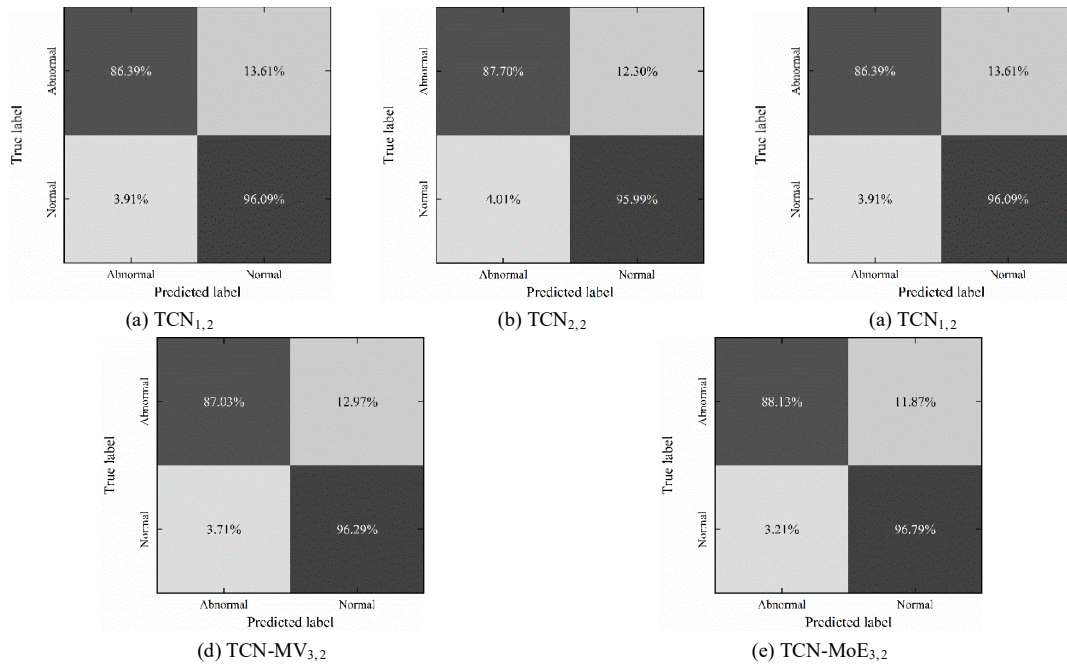 Abnormal
86.39%
13.61%
True label
Normal
3.91%
96.09%
Abnormal
Normal
Predicted label
(a) TCN1,2
Abnormal
87.70%
12.30%
True label
Normal
4.01%
95.99%
Abnormal
Normal
Predicted label
(b) TCN2,2
Abnormal
86.39%
13.61%
True label
Normal
3.91%
96.09%
Abnormal
Normal
Predicted label
(a) TCN1,2
Abnormal
87.03%
12.97%
True label
Normal
3.71%
96.29%
Abnormal
Normal
Predicted label
(d) TCN-MV3,2
Abnormal
88.13%
11.87%
True label
Normal
3.21%
96.79%
Abnormal
Normal
Predicted label
(e) TCN-MoE3,2